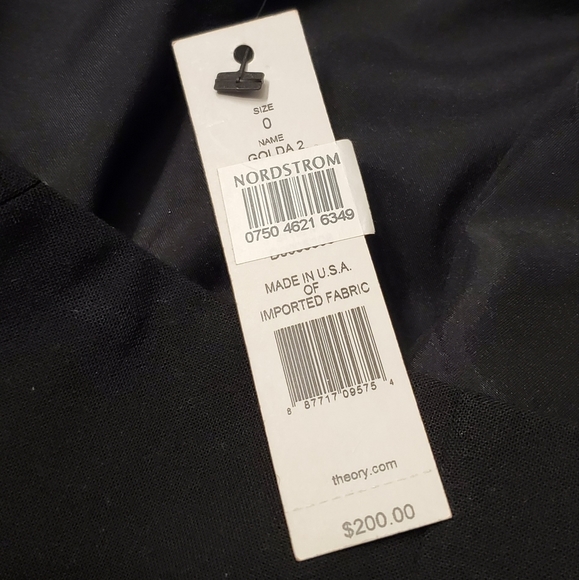 SIZE
0
NAME
GOLDA 2
NORDSTROM
0750 4621 6349
MADE IN U.S.A.
OF
IMPORTED FABRIC
8 87717 09575 4
theory.com
$200.00